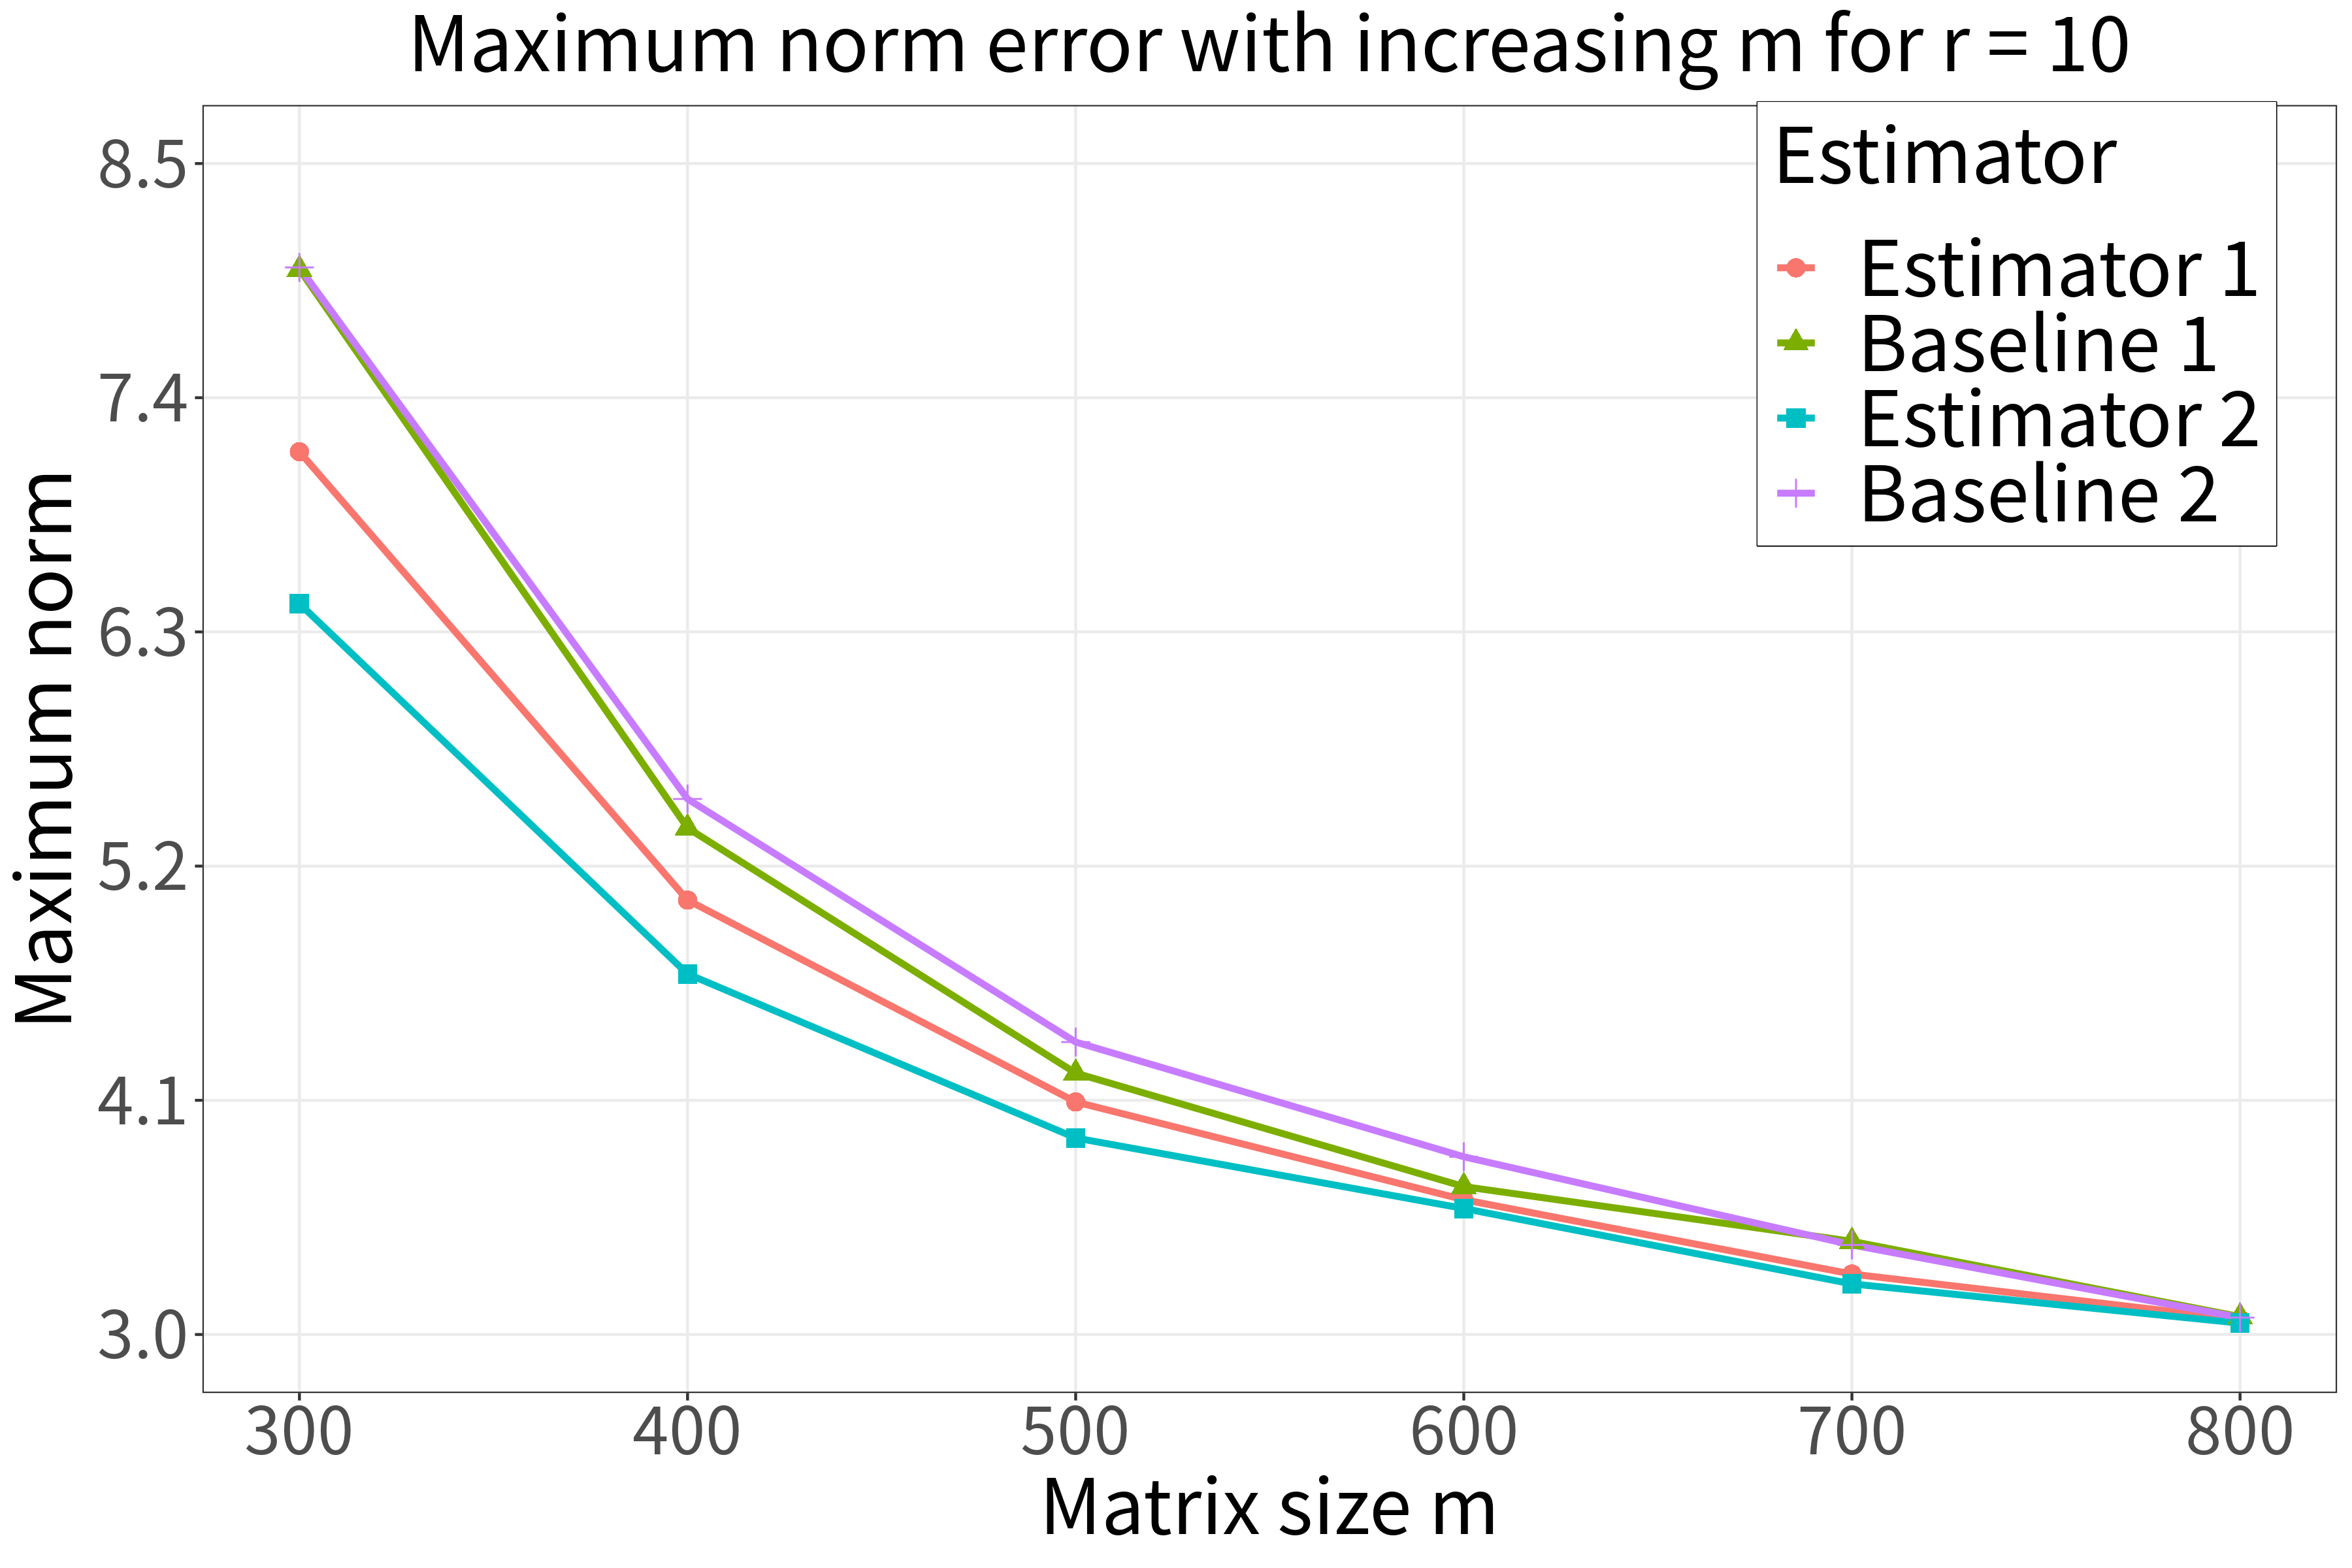 Maximum norm error with increasing m for r = 10
Estimator
Estimator 1
Baseline 1
Estimator 2
Baseline 2
Maximum norm
8.5
7.4
6.3
5.2
4.1
3.0
300 400 500 600 700 800
Matrix size m